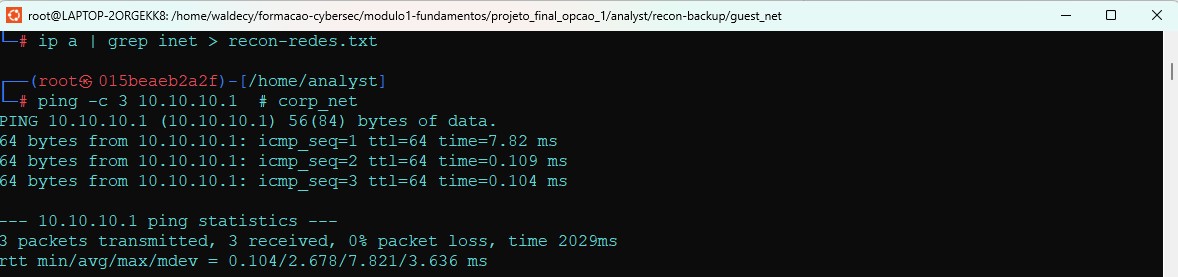 root@LAPTOP-2ORGEKK8: /home/waldecy/formacao-cybersec/modulo1-fundamentos/projeto_final_opcao_1/analyst/recon-backup/guest_net
└─# ip a | grep inet > recon-redes.txt
┌──(root㉿015beaeb2a2f)-[/home/analyst]
└─# ping -c 3 10.10.10.1  # corp_net
PING 10.10.10.1 (10.10.10.1) 56(84) bytes of data.
64 bytes from 10.10.10.1: icmp_seq=1 ttl=64 time=7.82 ms
64 bytes from 10.10.10.1: icmp_seq=2 ttl=64 time=0.109 ms
64 bytes from 10.10.10.1: icmp_seq=3 ttl=64 time=0.104 ms
--- 10.10.10.1 ping statistics ---
3 packets transmitted, 3 received, 0% packet loss, time 2029ms
rtt min/avg/max/mdev = 0.104/2.678/7.821/3.636 ms